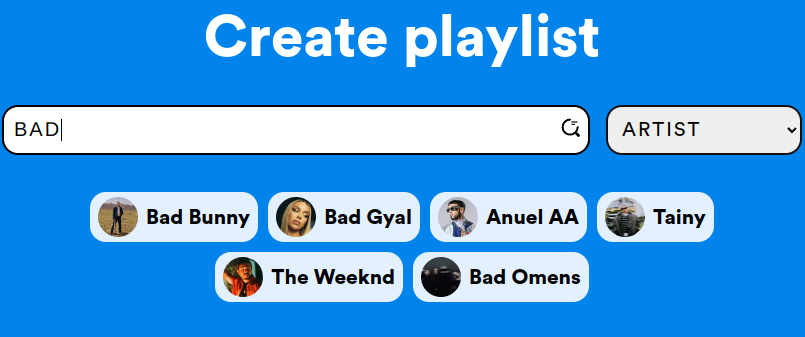 Create playlist
BAD
ARTIST
Bad Bunny
Bad Gyal
Anuel AA
Tainy
The Weeknd
Bad Omens